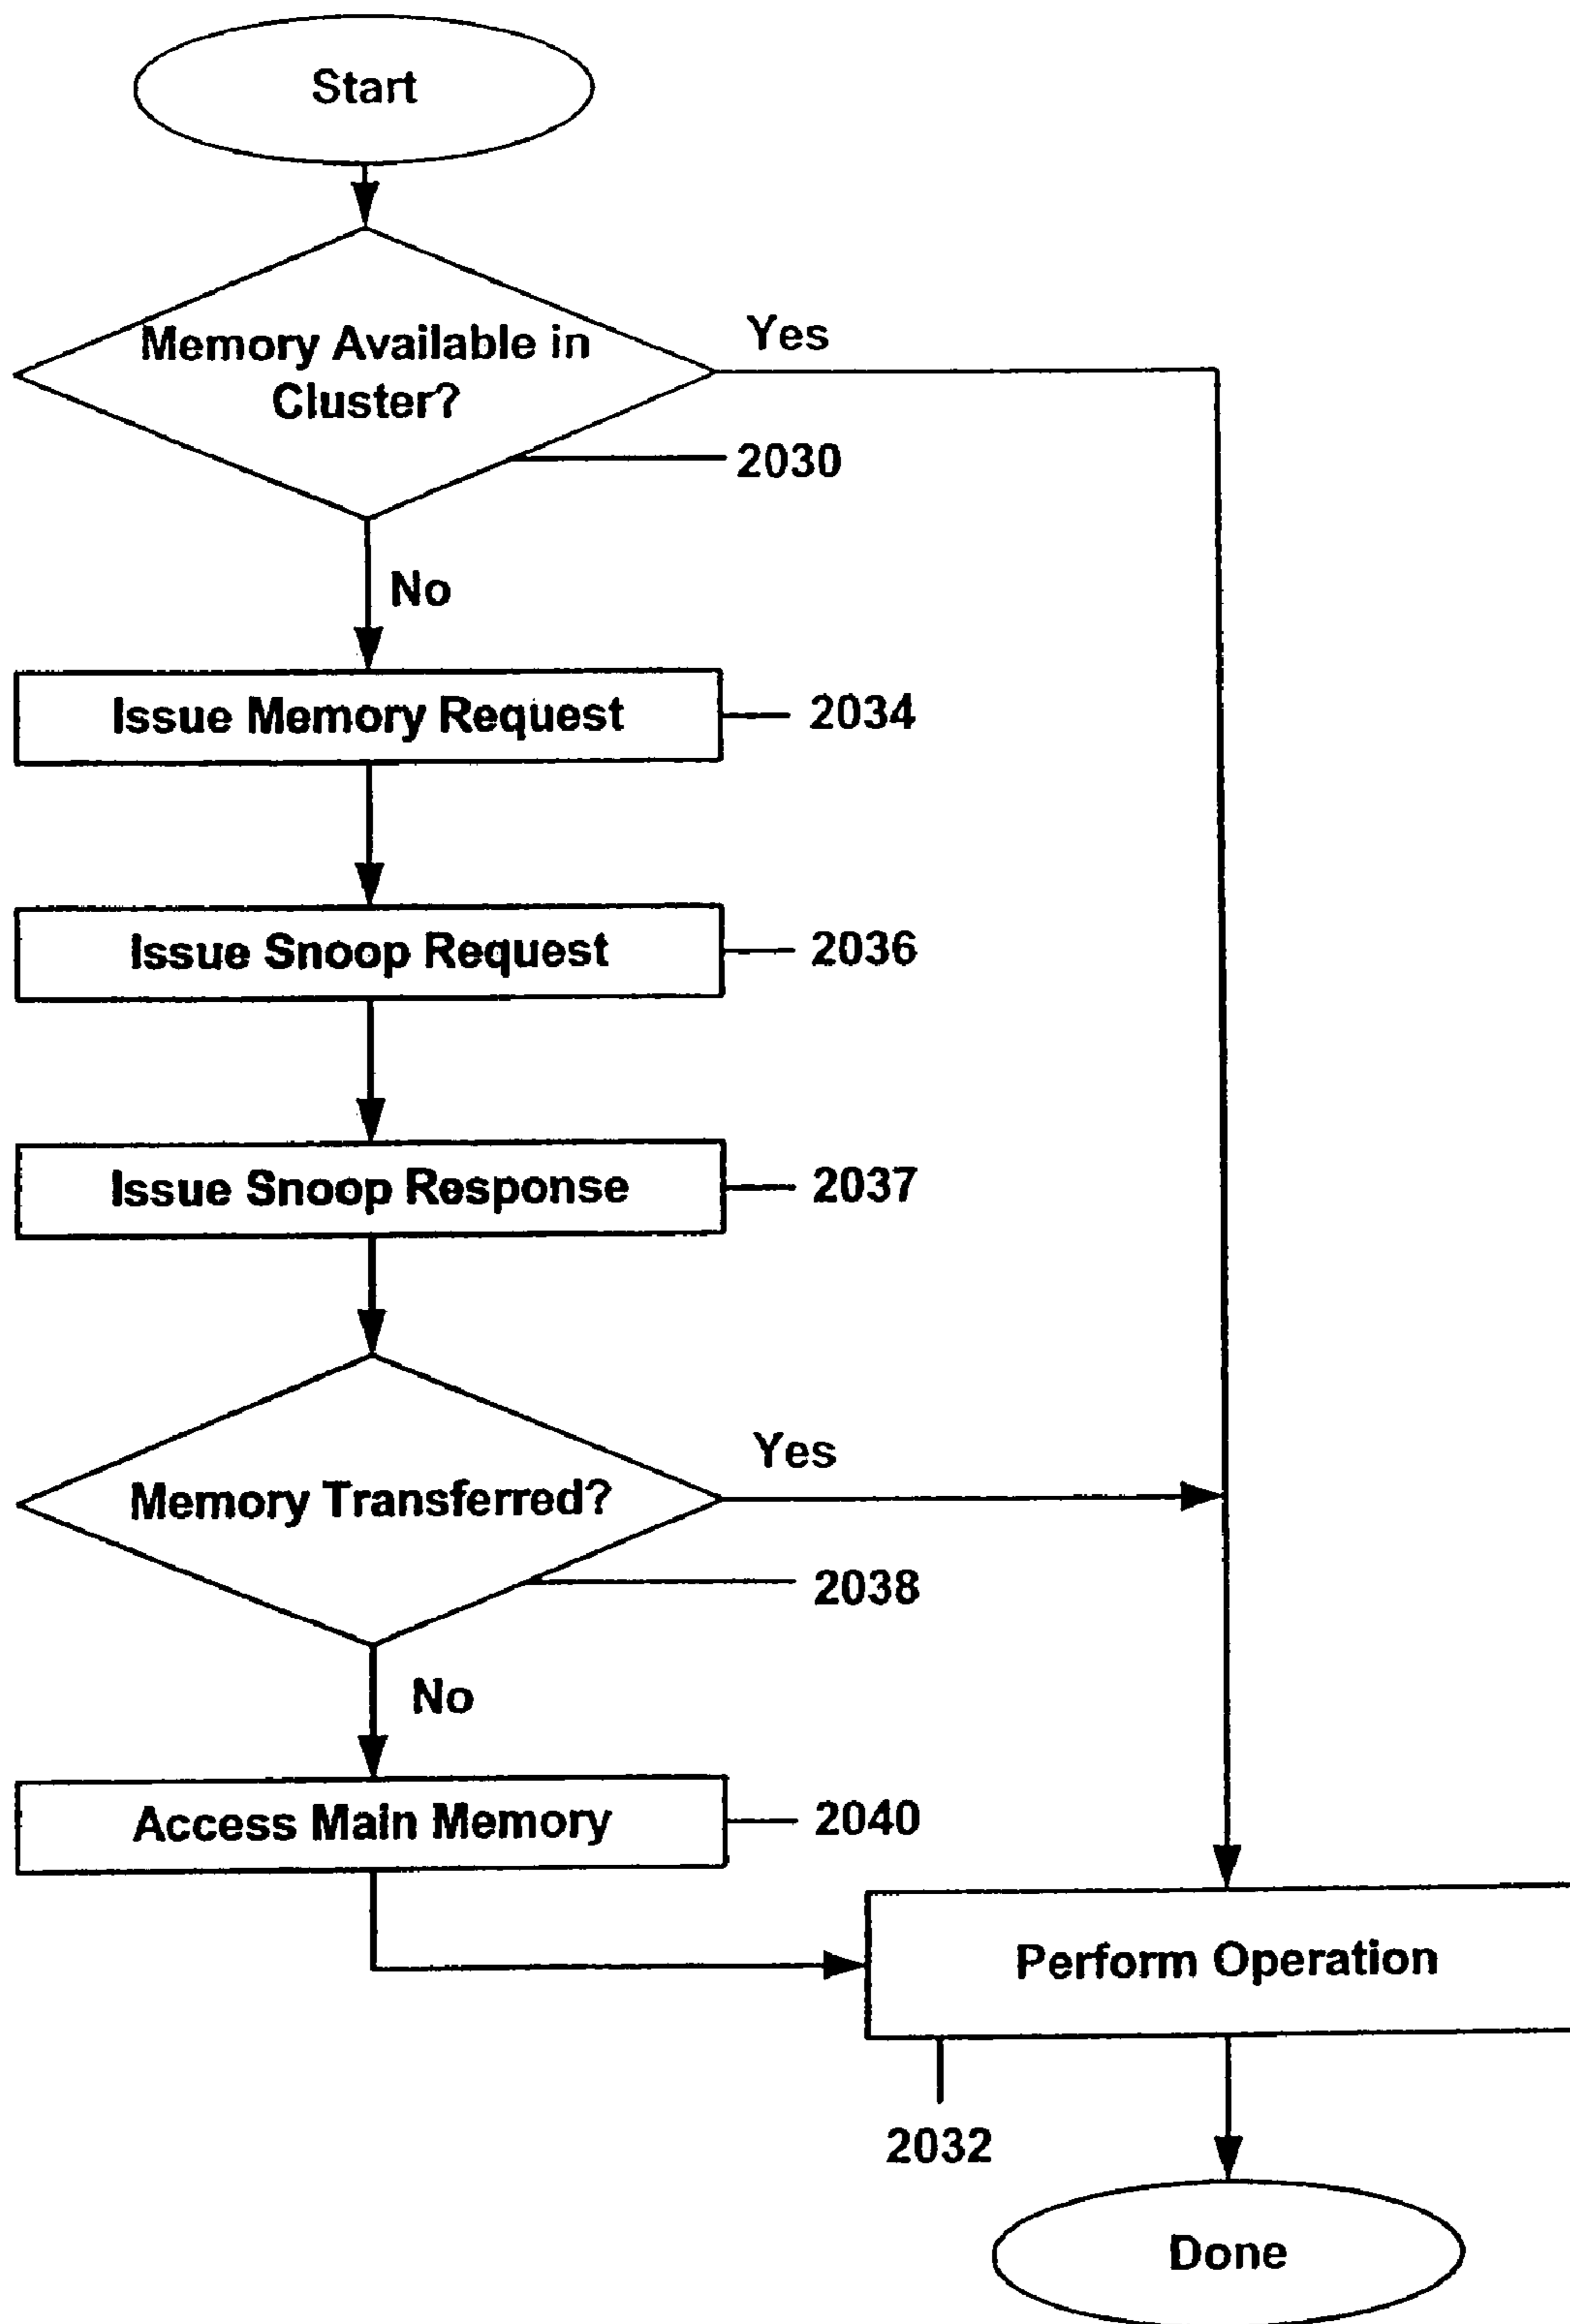 Start
Memory Available in
Cluster?
Yes
2030
No
Issue Memory Request
2034
Issue Snoop Request
2036
Issue Snoop Response
2037
Memory Transferred?
Yes
2038
No
Access Main Memory
2040
Perform Operation
2032
Done